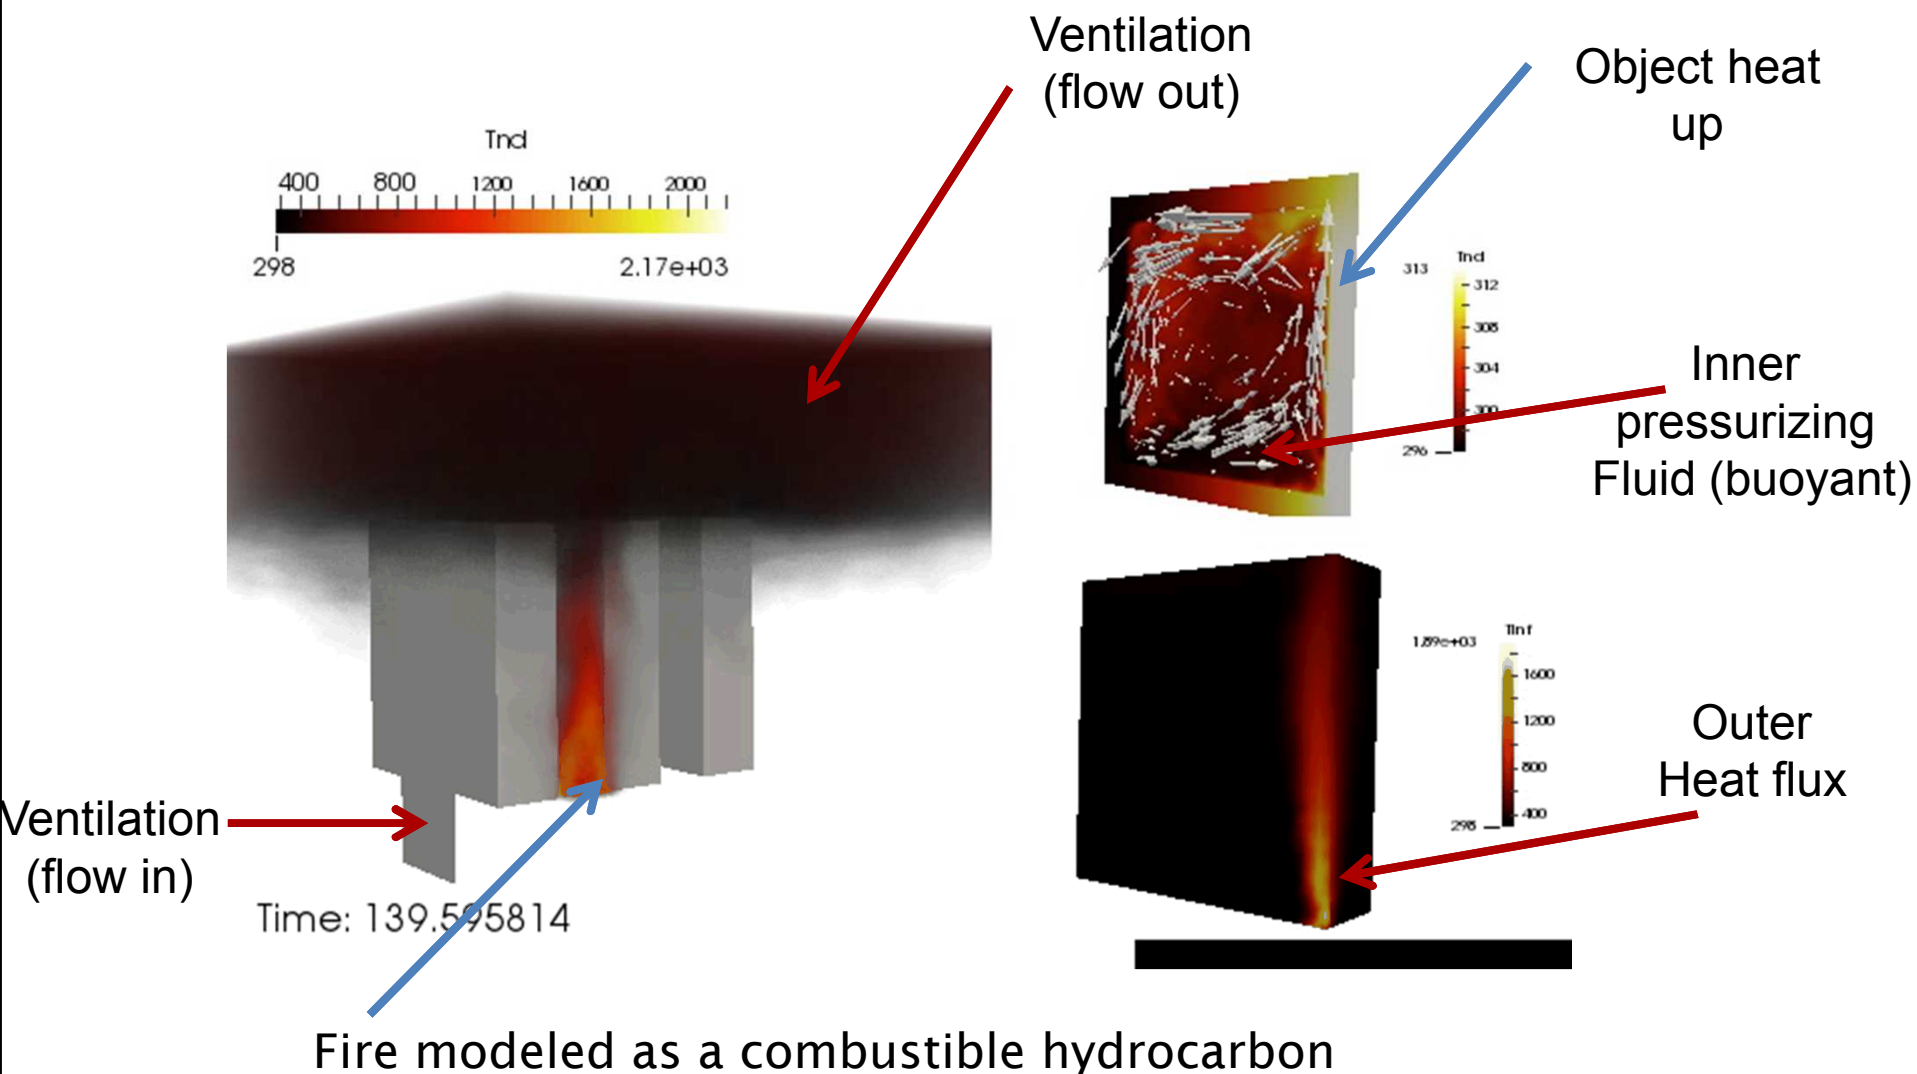 Ventilation
(flow out)
Object heat
up
Tnd
400 800 1200 1600 2000
298 2.17e+03
313
Tnd
312
308
304
300
296
Inner
pressurizing
Fluid (buoyant)
1.89e+03
Tinf
1600
1200
800
400
298
Outer
Heat flux
Ventilation
(flow in)
Time: 139.595814
Fire modeled as a combustible hydrocarbon